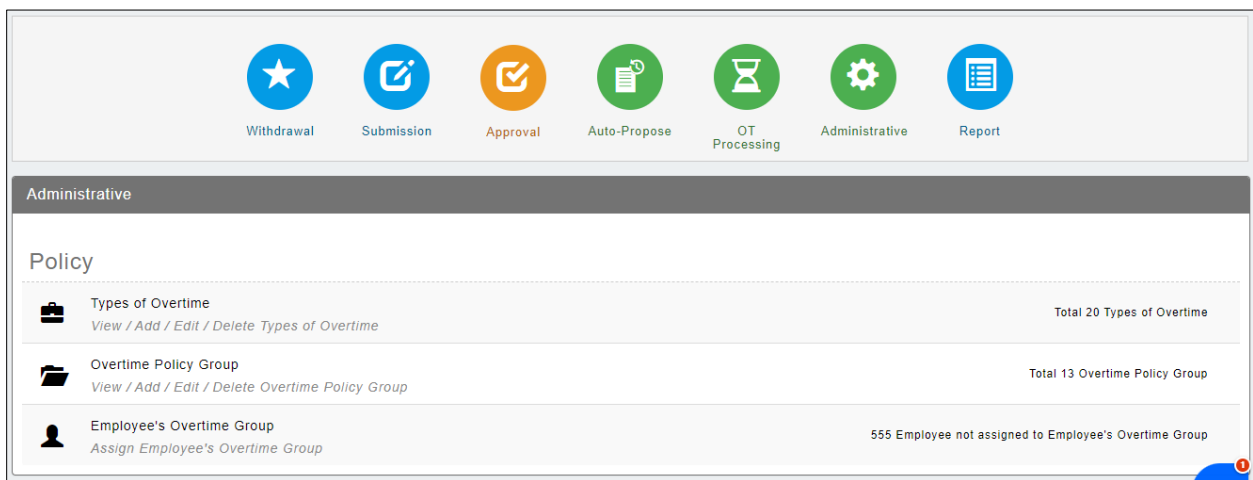 Withdrawal
Submission
Approval
Auto-Propose
OT
Processing
Administrative
Report
Administrative
Policy
Types of Overtime
View / Add / Edit / Delete Types of Overtime
Total 20 Types of Overtime
Overtime Policy Group
View / Add / Edit / Delete Overtime Policy Group
Total 13 Overtime Policy Group
Employee's Overtime Group
Assign Employee's Overtime Group
555 Employee not assigned to Employee's Overtime Group
1